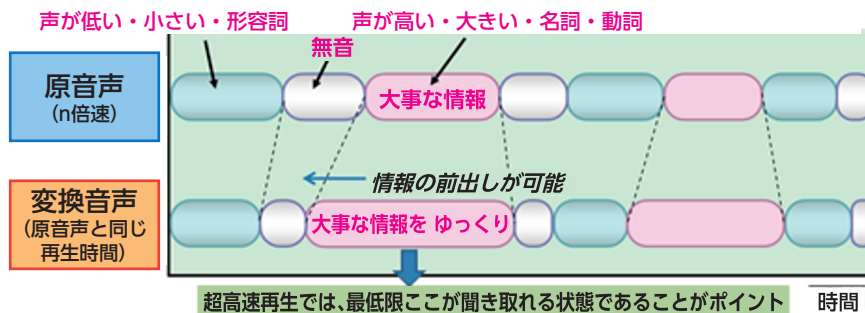 声が低い・小さい・形容詞
声が高い・大きい・名詞・動詞
無音
原音声
(n倍速)
大事な情報
情報の前出しが可能
変換音声
(原音声と同じ
再生時間)
大事な情報を ゆっくり
超高速再生では、最低限ここが聞き取れる状態であることがポイント
時間